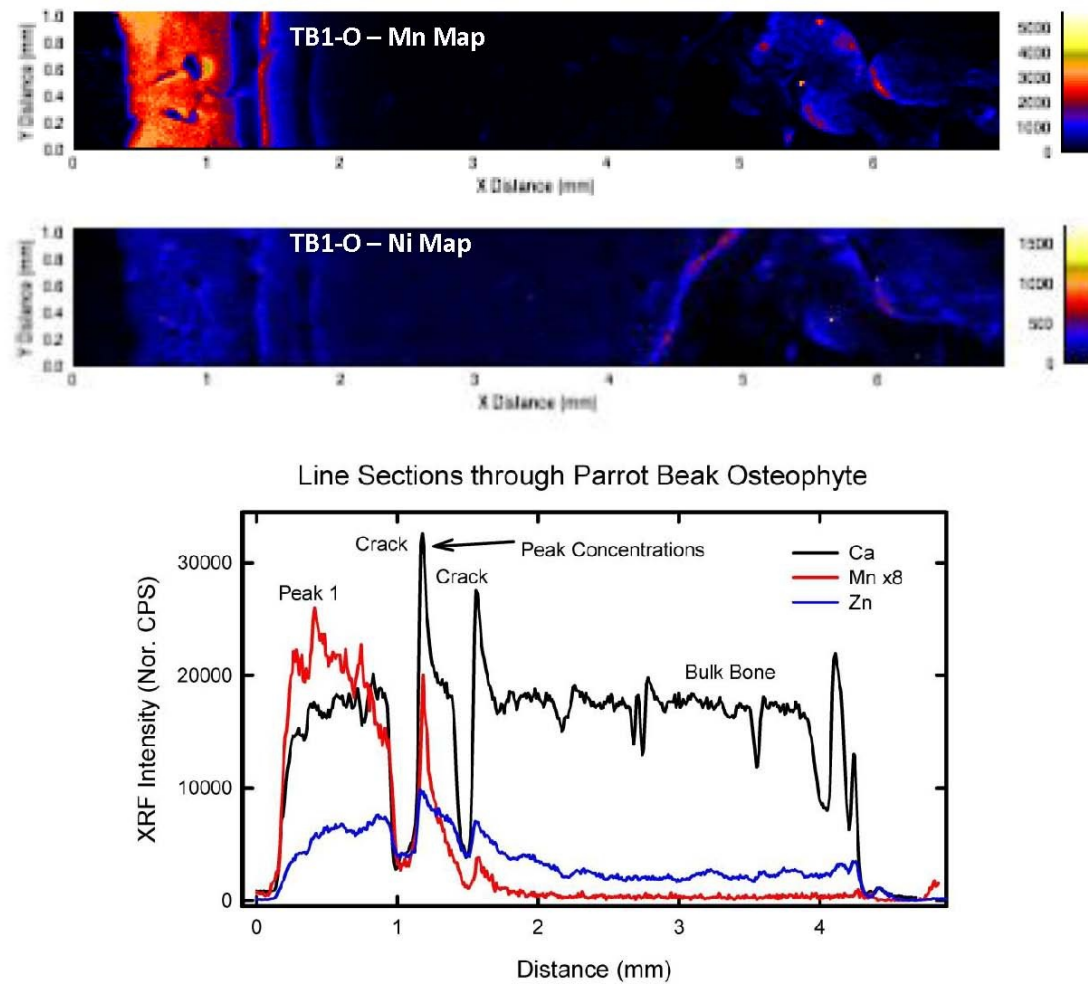 TB1-O – Mn Map
Y Distance (mm)
1.0
0.8
0.6
0.4
0.2
0.0
0 1 2 3 4 5 6
X Distance (mm)
5000
4000
3000
2000
1000
0
TB1-O – Ni Map
Y Distance (mm)
1.0
0.8
0.6
0.4
0.2
0.0
0 1 2 3 4 5 6
X Distance (mm)
1500
1000
500
0
Line Sections through Parrot Beak Osteophyte
XRF Intensity (Nor. CPS)
30000
20000
10000
0
Crack
Peak Concentrations
Crack
Peak 1
Bulk Bone
Ca
Mn x8
Zn
0 1 2 3 4
Distance (mm)